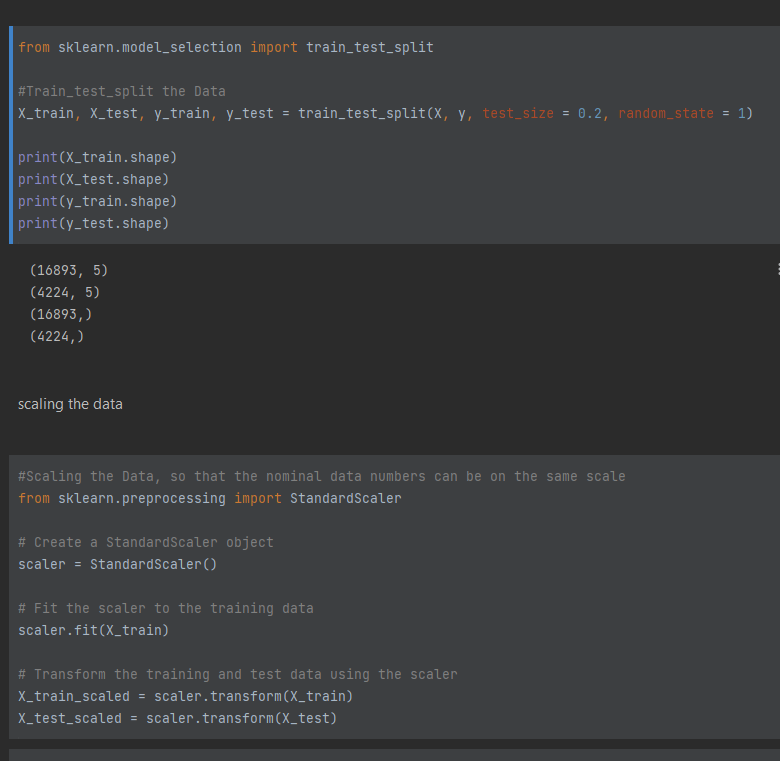 from sklearn.model_selection import train_test_split
#Train_test_split the Data
X_train, X_test, y_train, y_test = train_test_split(X, y, test_size = 0.2, random_state = 1)
print(X_train.shape)
print(X_test.shape)
print(y_train.shape)
print(y_test.shape)
(16893, 5)
(4224, 5)
(16893,)
(4224,)
scaling the data
#Scaling the Data, so that the nominal data numbers can be on the same scale
from sklearn.preprocessing import StandardScaler
# Create a StandardScaler object
scaler = StandardScaler()
# Fit the scaler to the training data
scaler.fit(X_train)
# Transform the training and test data using the scaler
X_train_scaled = scaler.transform(X_train)
X_test_scaled = scaler.transform(X_test)